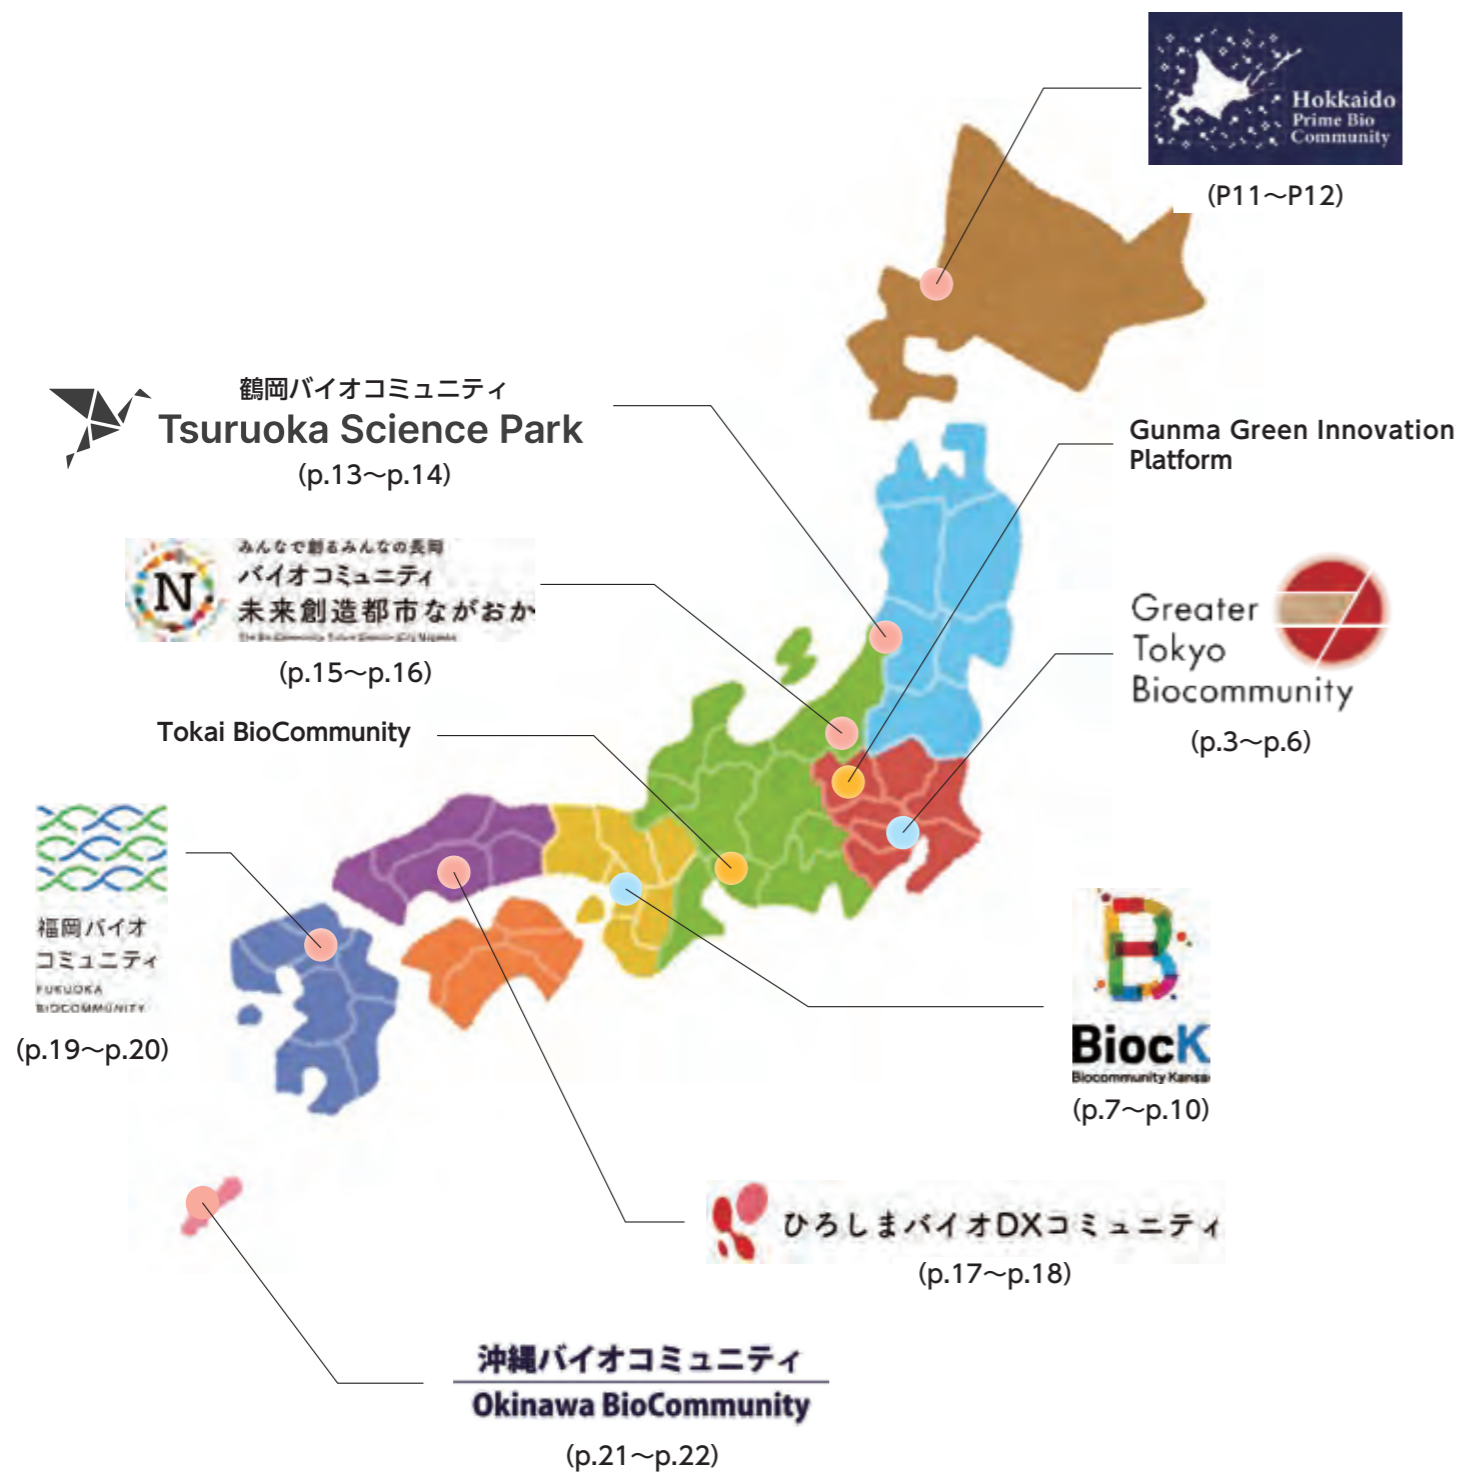 Hokkaido
Prime Bio
Community
(P11～P12)
鶴岡バイオコミュニティ
Tsuruoka Science Park
(p.13～p.14)
Gunma Green Innovation
Platform
みんなで創るみんなの長岡
バイオコミュニティ
未来創造都市ながおか
N
(p.15～p.16)
Greater
Tokyo
Biocommunity
(p.3～p.6)
Tokai BioCommunity
福岡バイオ
コミュニティ
FUKUOKA
BIOCOMMUNITY
(p.19～p.20)
B
BiocK
Biocommunity Kansai
(p.7～p.10)
ひろしまバイオDXコミュニティ
(p.17～p.18)
沖縄バイオコミュニティ
Okinawa BioCommunity
(p.21～p.22)